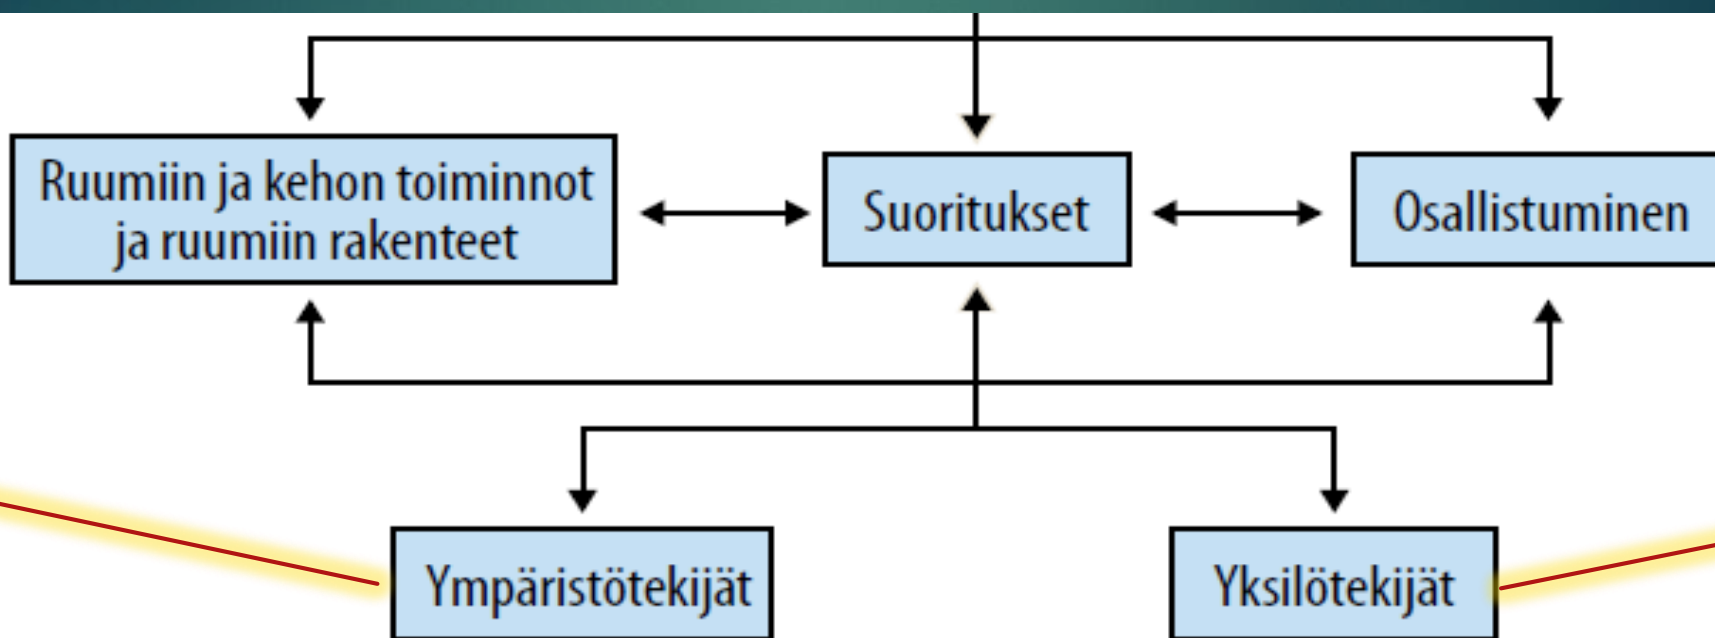 Ruumiin ja kehon toiminnot
ja ruumiin rakenteet
Suoritukset
Osallistuminen
Ympäristötekijät
Yksilötekijät